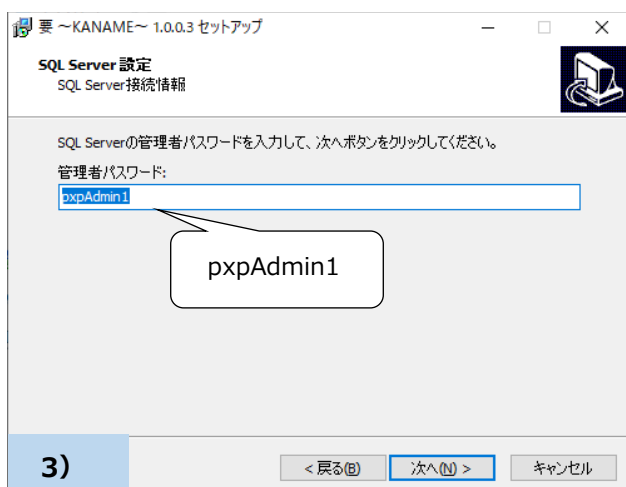 要 ～KANAME～ 1.0.0.3 セットアップ
SQL Server 設定
SQL Server接続情報
SQL Serverの管理者パスワードを入力して、次へボタンをクリックしてください。
管理者パスワード:
pxpAdmin1
pxpAdmin1
3）
< 戻る(B)
次へ(N) >
キャンセル